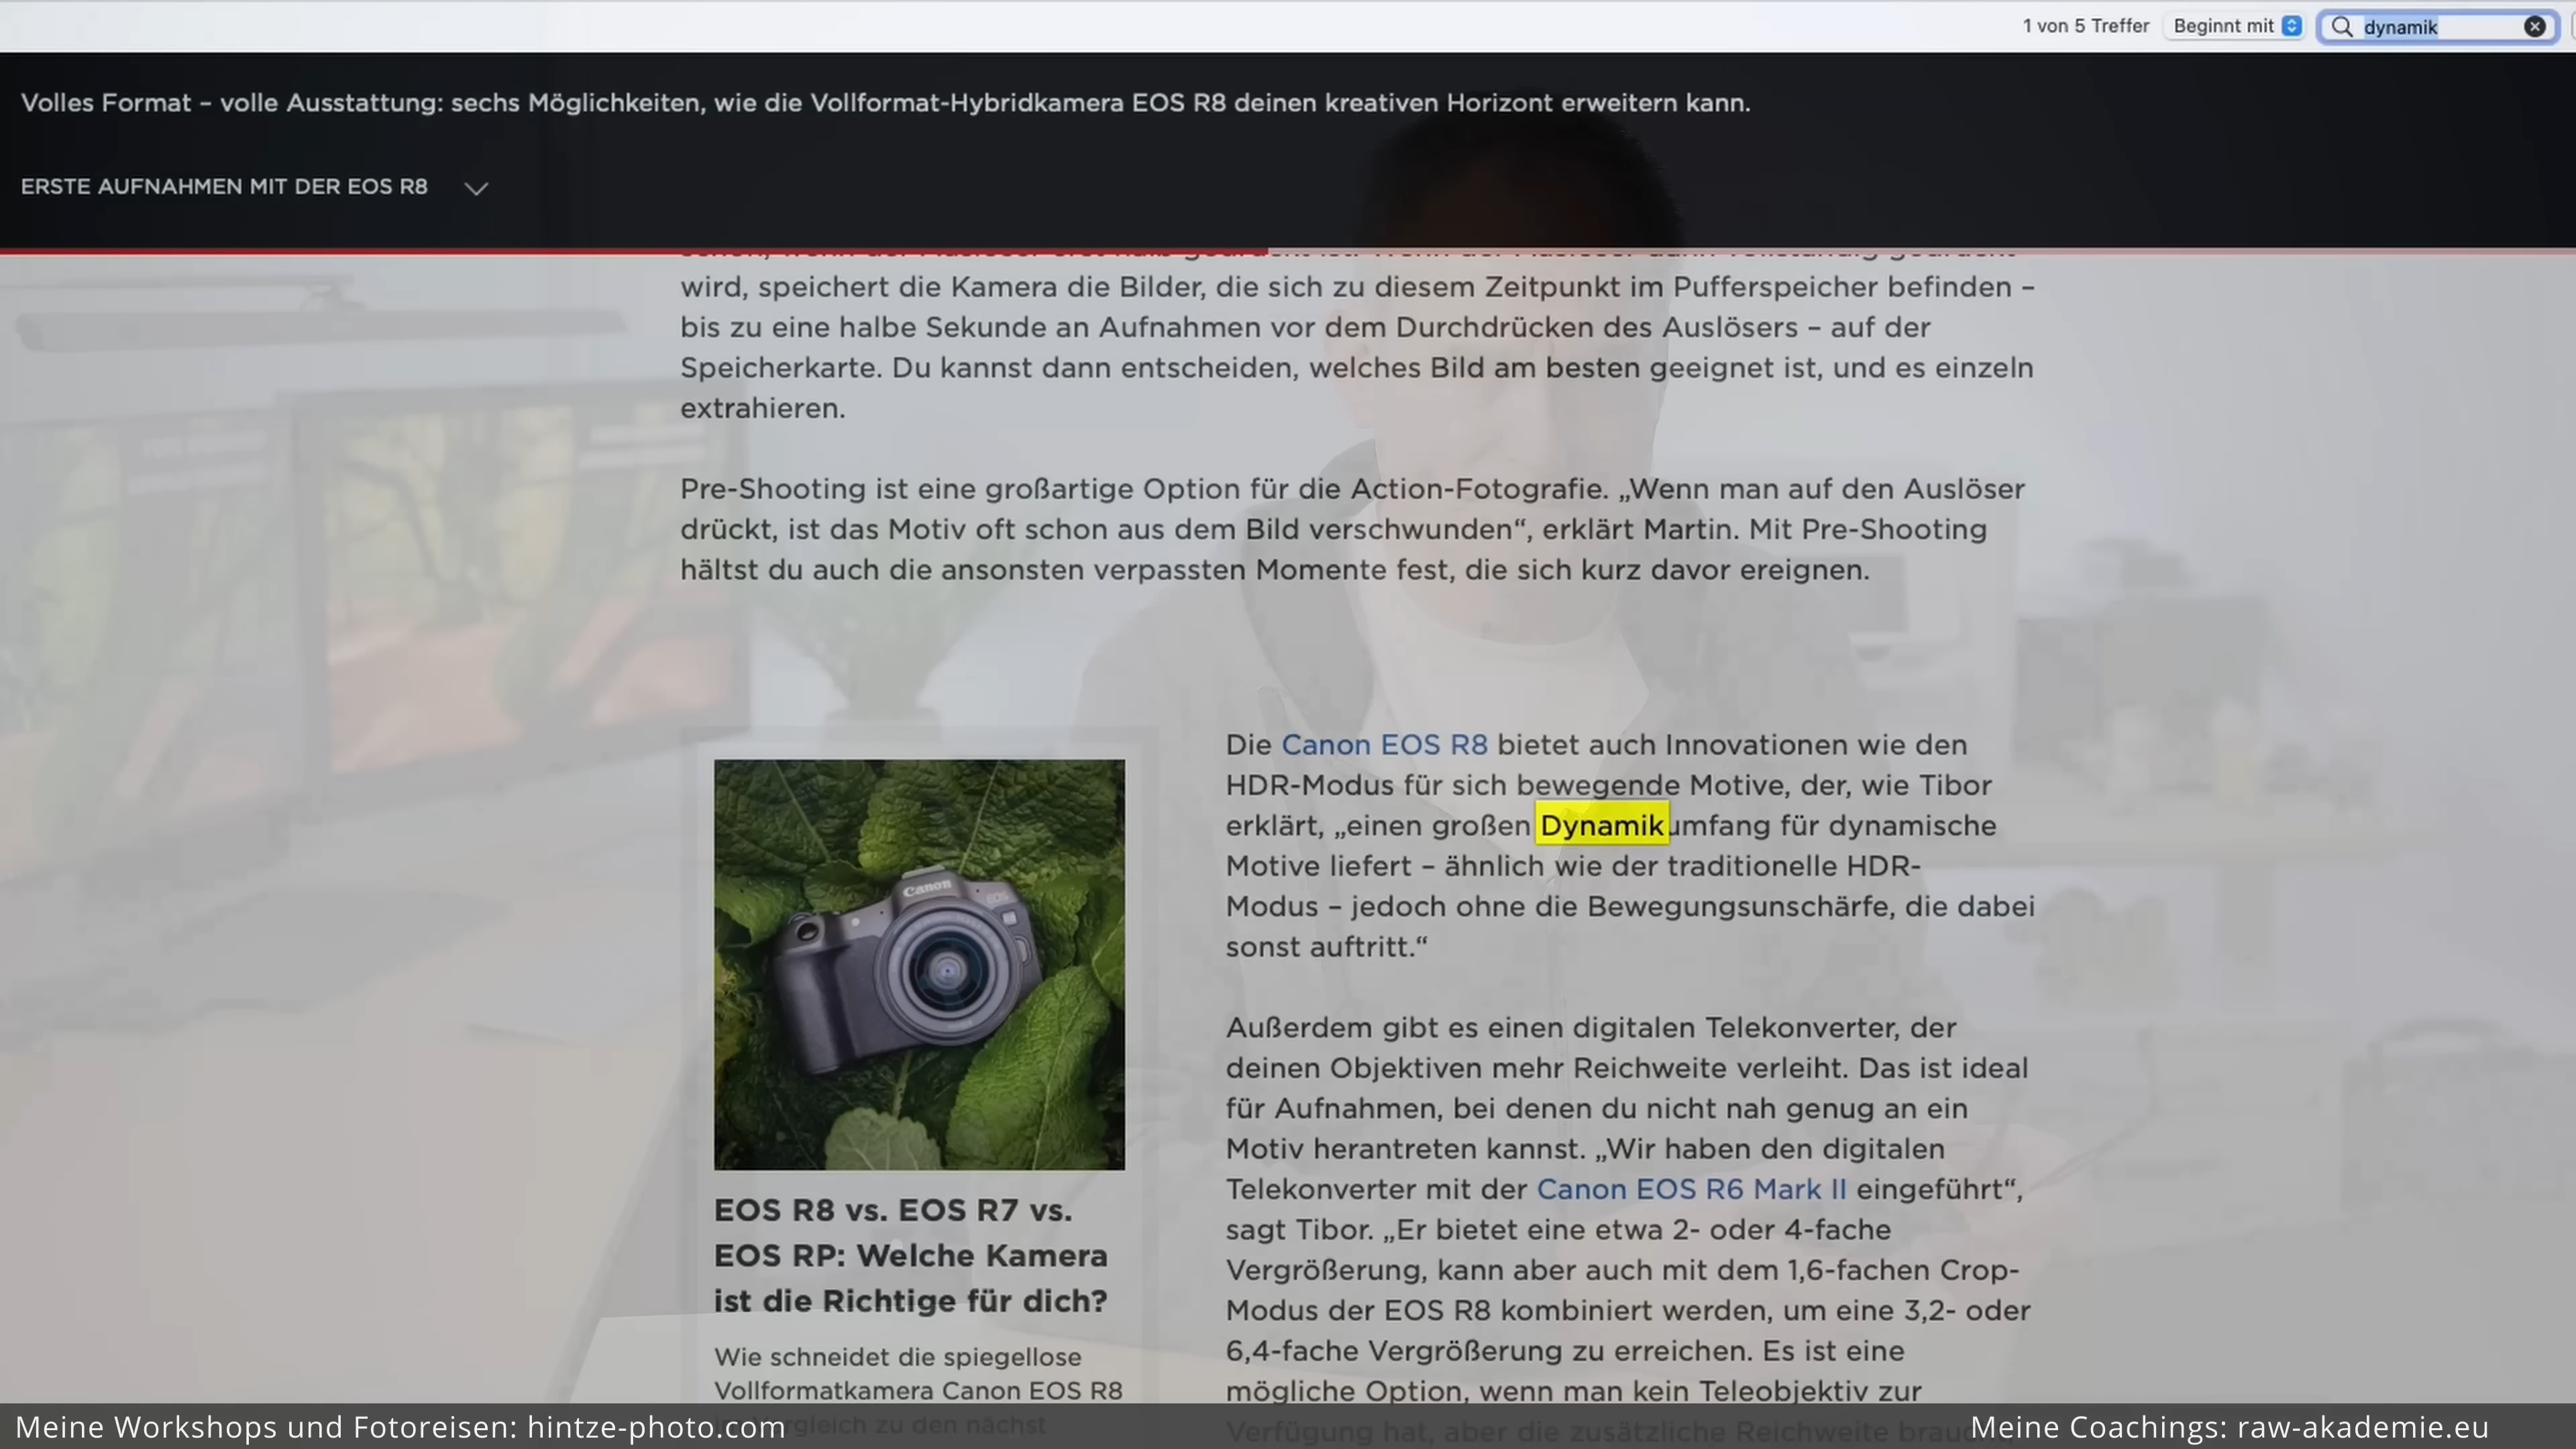 1 von 5 Treffer
Beginnt mit
dynamik
Volles Format – volle Ausstattung: sechs Möglichkeiten, wie die Vollformat-Hybridkamera EOS R8 deinen kreativen Horizont erweitern kann.
ERSTE AUFNAHMEN MIT DER EOS R8
wird, speichert die Kamera die Bilder, die sich zu diesem Zeitpunkt im Pufferspeicher befinden –
bis zu eine halbe Sekunde an Aufnahmen vor dem Durchdrücken des Auslösers – auf der
Speicherkarte. Du kannst dann entscheiden, welches Bild am besten geeignet ist, und es einzeln
extrahieren.
Pre-Shooting ist eine großartige Option für die Action-Fotografie. „Wenn man auf den Auslöser
drückt, ist das Motiv oft schon aus dem Bild verschwunden“, erklärt Martin. Mit Pre-Shooting
hältst du auch die ansonsten verpassten Momente fest, die sich kurz davor ereignen.
Canon
EOS
R8
EOS R8 vs. EOS R7 vs.
EOS RP: Welche Kamera
ist die Richtige für dich?
Wie schneidet die spiegellose
Vollformatkamera Canon EOS R8
Vergleich zu den nächst
Die Canon EOS R8 bietet auch Innovationen wie den
HDR-Modus für sich bewegende Motive, der, wie Tibor
erklärt, „einen großen Dynamikumfang für dynamische
Motive liefert – ähnlich wie der traditionelle HDR-
Modus – jedoch ohne die Bewegungsunschärfe, die dabei
sonst auftritt.“
Außerdem gibt es einen digitalen Telekonverter, der
deinen Objektiven mehr Reichweite verleiht. Das ist ideal
für Aufnahmen, bei denen du nicht nah genug an ein
Motiv herantreten kannst. „Wir haben den digitalen
Telekonverter mit der Canon EOS R6 Mark II eingeführt“,
sagt Tibor. „Er bietet eine etwa 2- oder 4-fache
Vergrößerung, kann aber auch mit dem 1,6-fachen Crop-
Modus der EOS R8 kombiniert werden, um eine 3,2- oder
6,4-fache Vergrößerung zu erreichen. Es ist eine
mögliche Option, wenn man kein Teleobjektiv zur
Verfügung hat, aber die zusätzliche Reichweite
Meine Workshops und Fotoreisen: hintze-photo.com
Meine Coachings: raw-akademie.eu